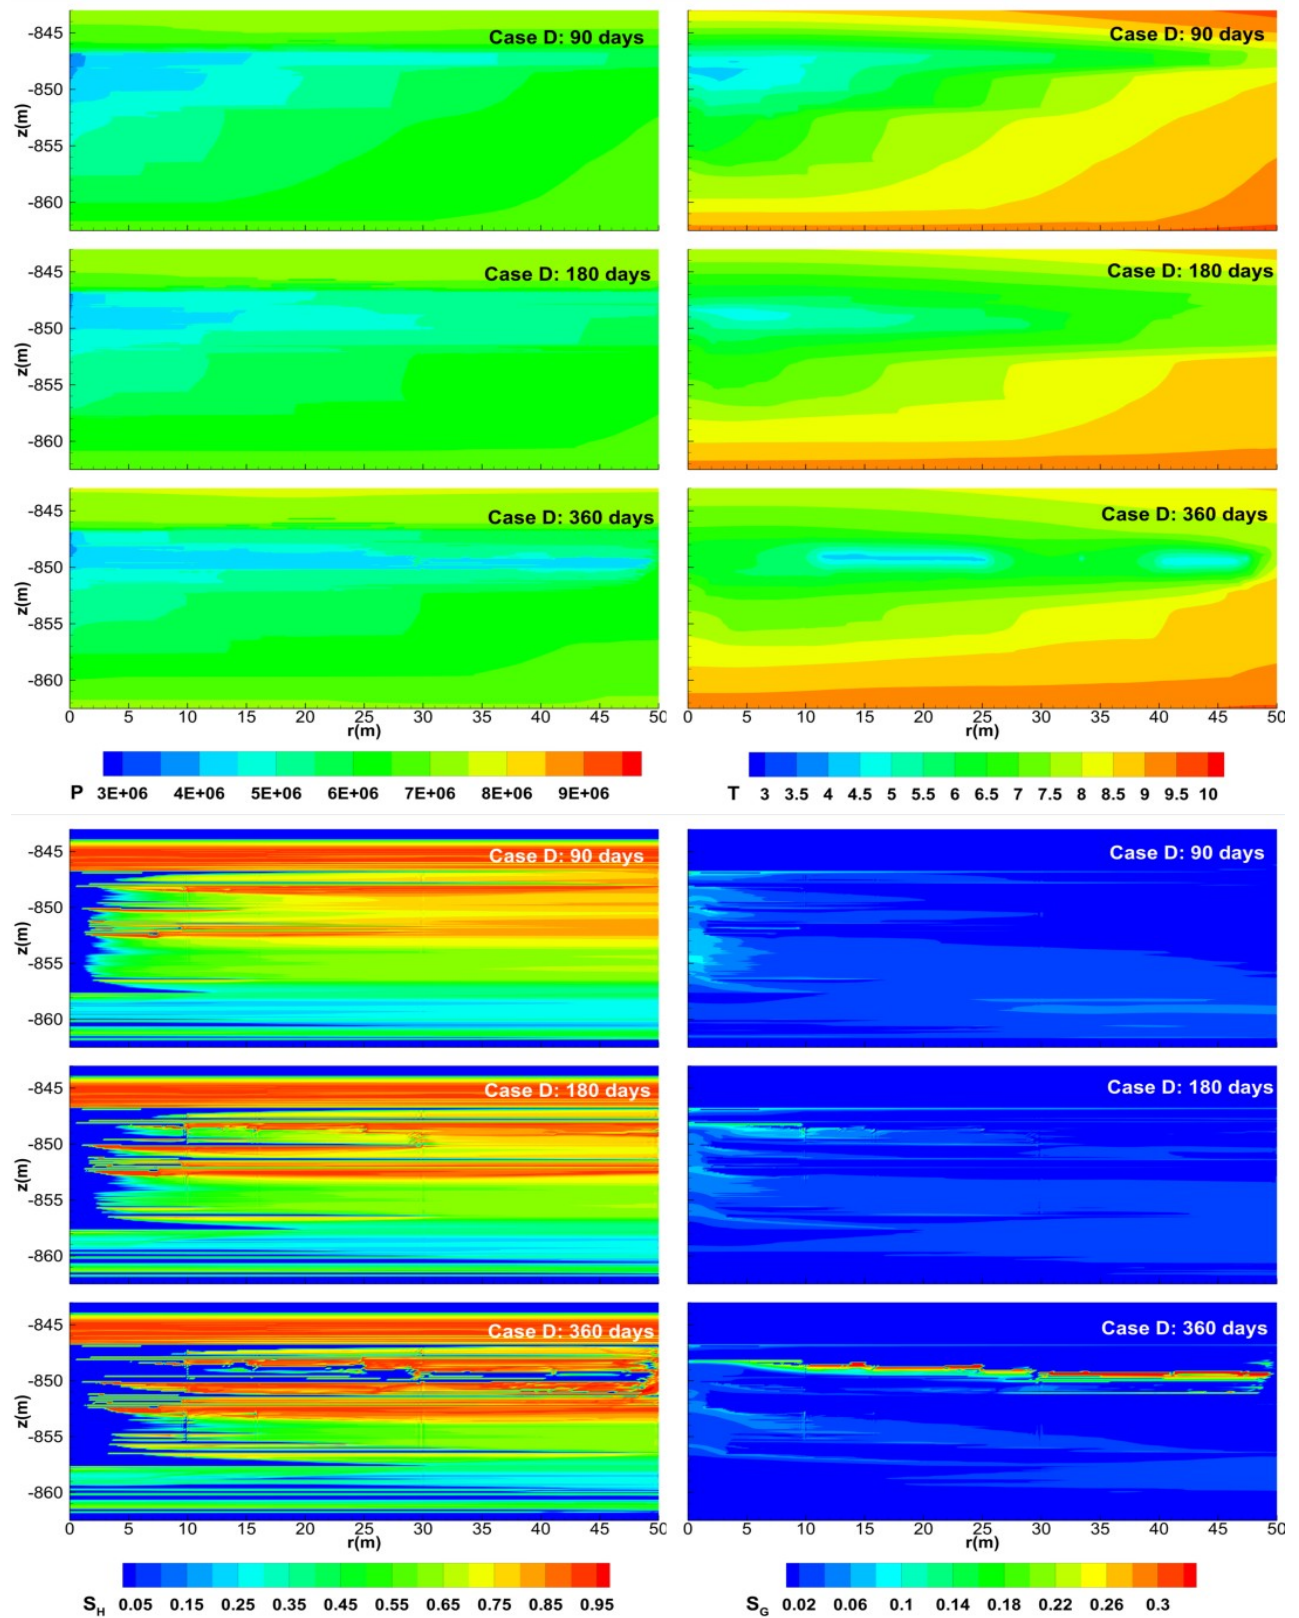 Case D: 90 days
Case D: 90 days
-845
-850
-855
-860
z(m)
Case D: 180 days
Case D: 180 days
-845
-850
-855
-860
z(m)
Case D: 360 days
Case D: 360 days
-845
-850
-855
-860
z(m)
0 5 10 15 20 25 30 35 40 45 50
r(m)
0 5 10 15 20 25 30 35 40 45 50
r(m)
P 3E+06 4E+06 5E+06 6E+06 7E+06 8E+06 9E+06
T 3 3.5 4 4.5 5 5.5 6 6.5 7 7.5 8 8.5 9 9.5 10
Case D: 90 days
Case D: 90 days
-845
-850
-855
-860
z(m)
Case D: 180 days
Case D: 180 days
-845
-850
-855
-860
z(m)
Case D: 360 days
Case D: 360 days
-845
-850
-855
-860
z(m)
0 5 10 15 20 25 30 35 40 45 50
r(m)
0 5 10 15 20 25 30 35 40 45 50
r(m)
S_H 0.05 0.15 0.25 0.35 0.45 0.55 0.65 0.75 0.85 0.95
S_G 0.02 0.06 0.1 0.14 0.18 0.22 0.26 0.3